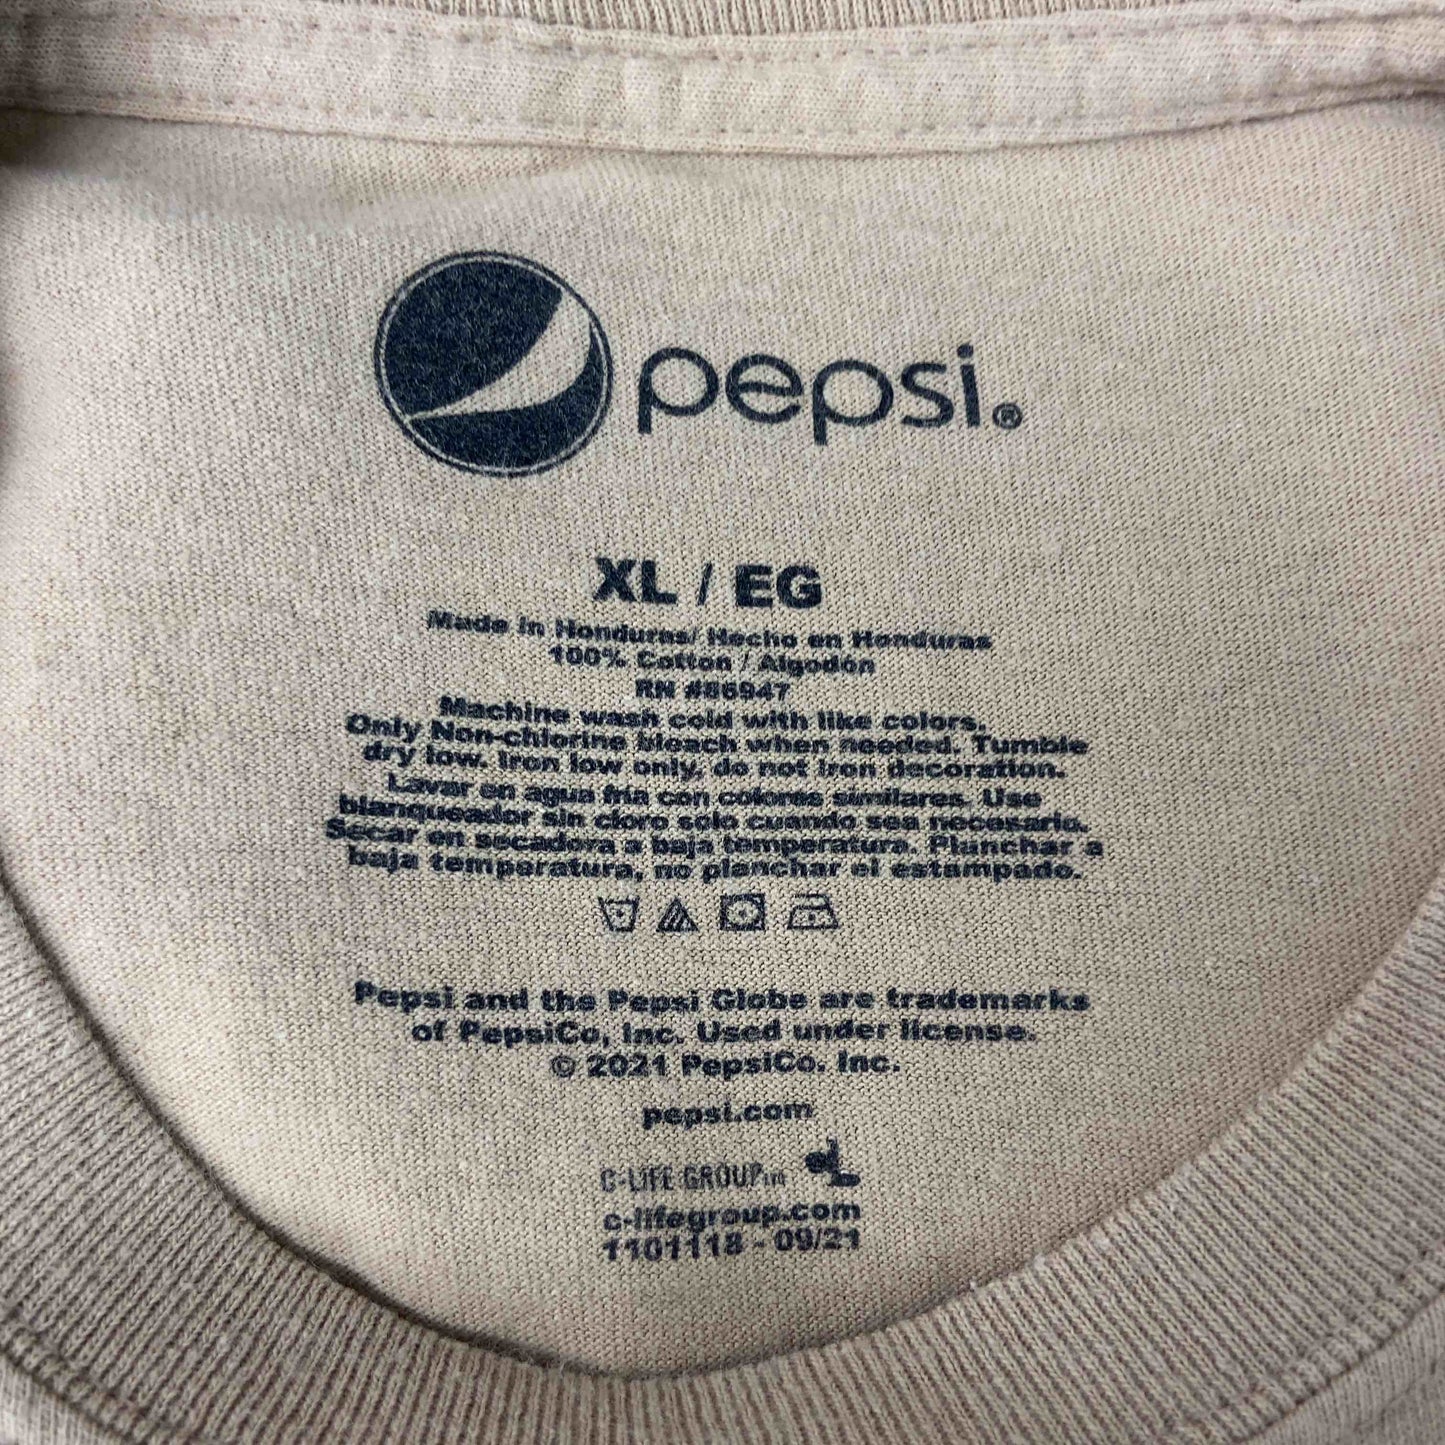 pepsi.®
XL / EG
Made in Honduras/ Hecho en Honduras
100% Cotton / Algodón
RN #86947
Machine wash cold with like colors.
Only Non-chlorine bleach when needed. Tumble
dry low. Iron low only, do not iron decoration.
Lavar en agua fria con colores similares. Use
blanqueador sin cloro solo cuando sea necesario.
Secar en secadora a baja temperatura. Planchar a
baja temperatura, no planchar el estampado.
Pepsi and the Pepsi Globe are trademarks
of PepsiCo, Inc. Used under license.
© 2021 PepsiCo. Inc.
pepsi.com
C-LIFE GROUP LTD
c-lifegroup.com
1101118 - 09/21